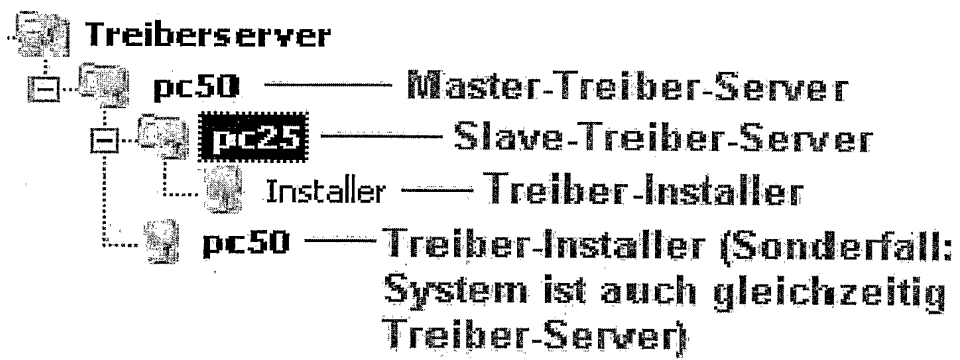 Treiberserver
pc50 Master-Treiber-Server
pc25 Slave-Treiber-Server
Installer Treiber-Installer
pc50 Treiber-Installer (Sonderfall:
System ist auch gleichzeitig
Treiber-Server)